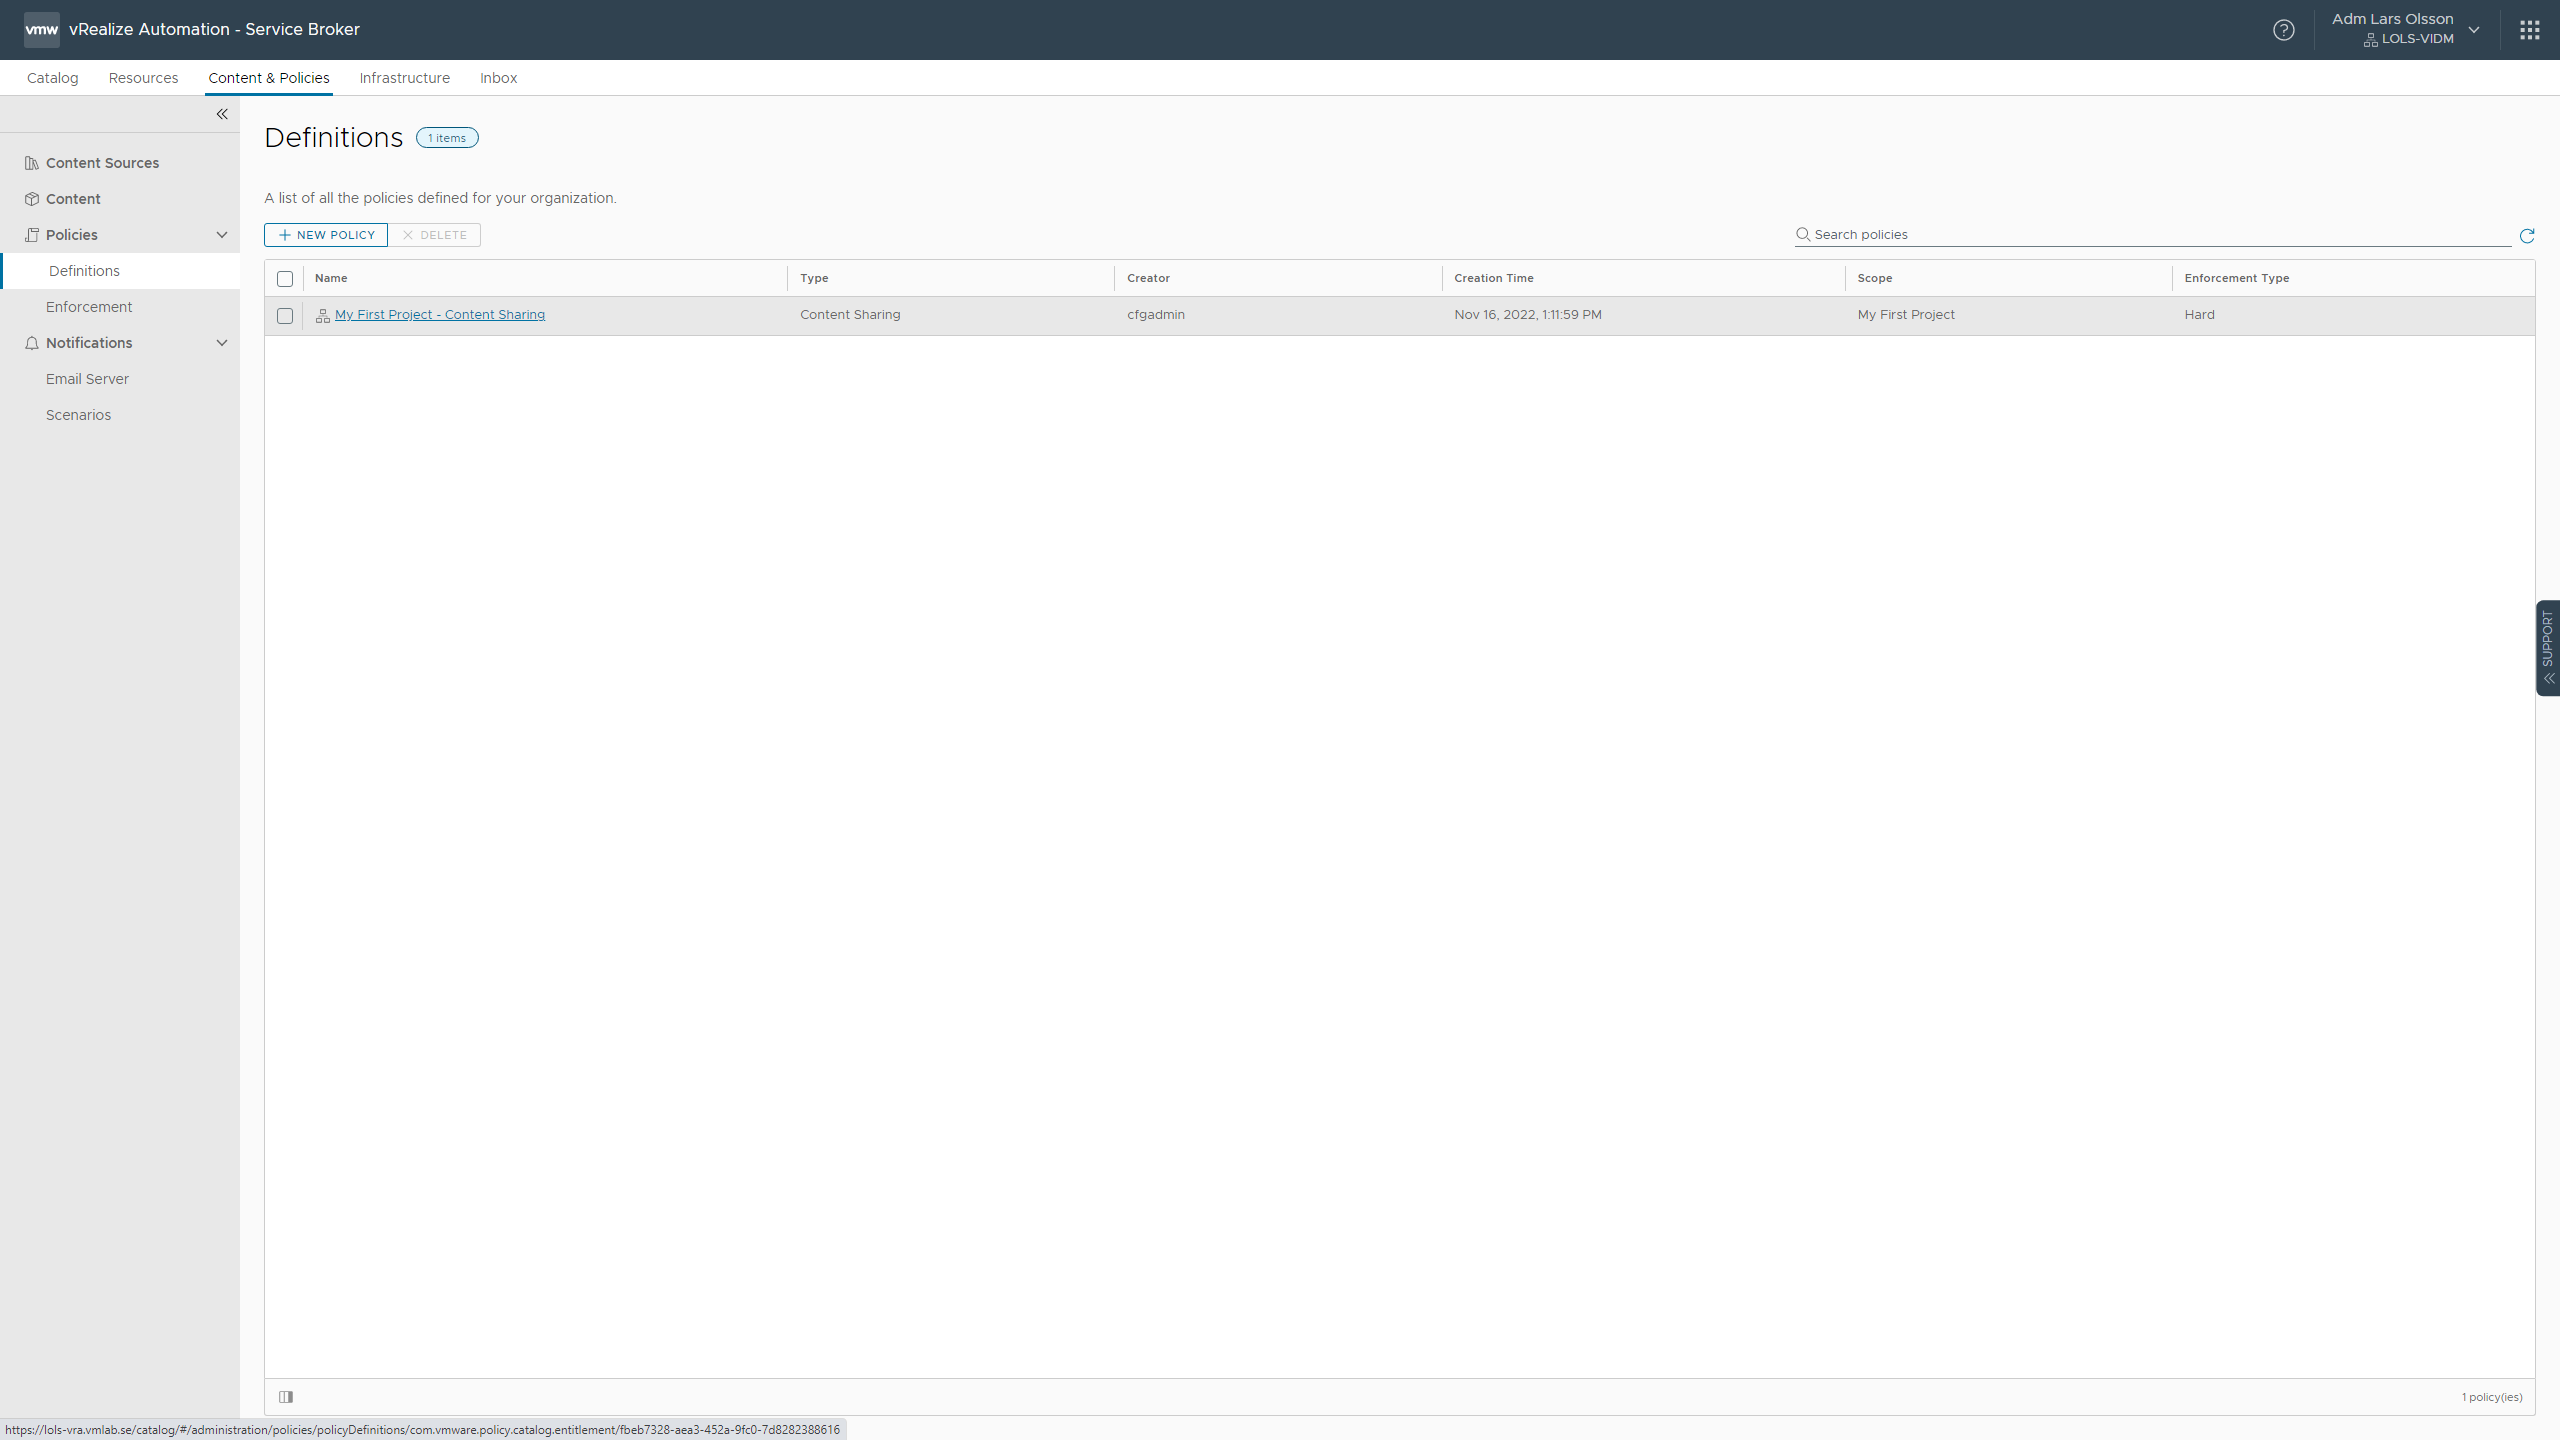 vmw vRealize Automation - Service Broker
Adm Lars Olsson
LOLS-VIDM
Catalog Resources Content & Policies Infrastructure Inbox
Content Sources
Content
Policies
Definitions
Enforcement
Notifications
Email Server
Scenarios
Definitions 1 items
A list of all the policies defined for your organization.
NEW POLICY DELETE Search policies
Name Type Creator Creation Time Scope Enforcement Type
My First Project - Content Sharing Content Sharing cfgadmin Nov 16, 2022, 1:11:59 PM My First Project Hard
SUPPORT
1 policy(ies)
https://lols-vra.vmlab.se/catalog/#/administration/policies/policyDefinitions/com.vmware.policy.catalog.entitlement/fbeb7328-aea3-452a-9fc0-7d8282388616